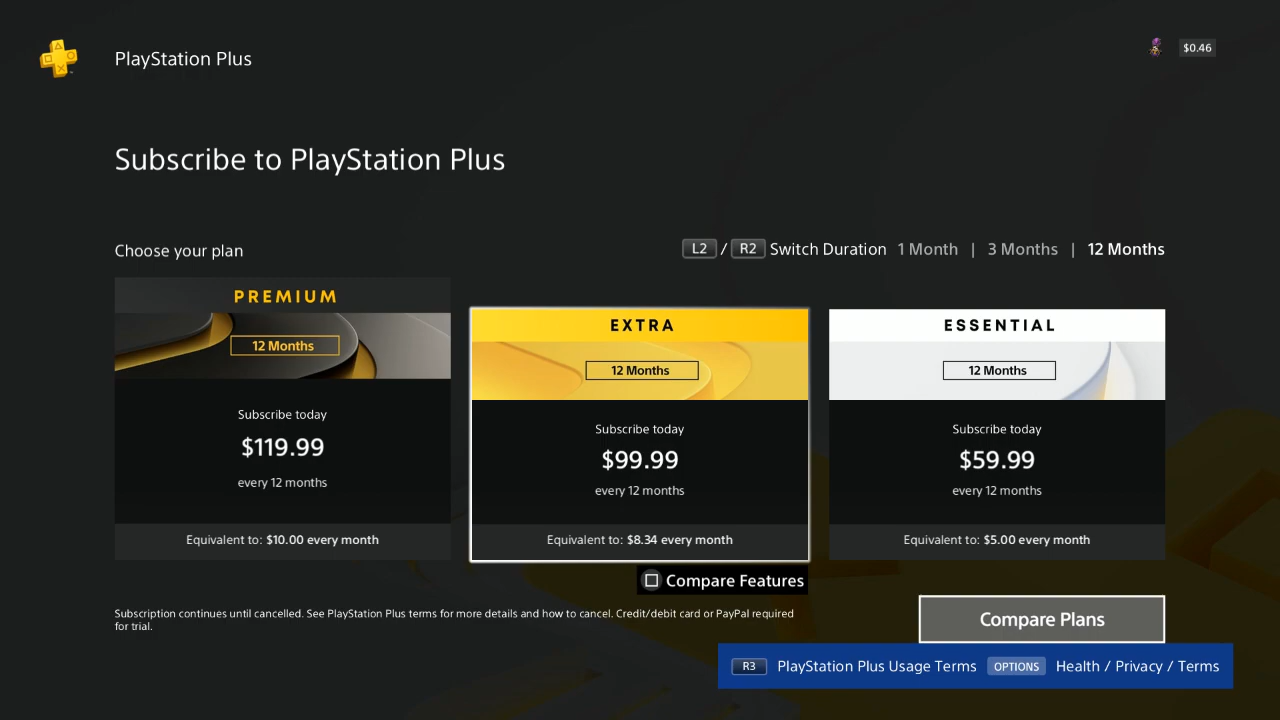 PlayStation Plus
$0.46
Subscribe to PlayStation Plus
Choose your plan
L2 / R2 Switch Duration 1 Month | 3 Months | 12 Months
PREMIUM
12 Months
Subscribe today
$119.99
every 12 months
Equivalent to: $10.00 every month
EXTRA
12 Months
Subscribe today
$99.99
every 12 months
Equivalent to: $8.34 every month
ESSENTIAL
12 Months
Subscribe today
$59.99
every 12 months
Equivalent to: $5.00 every month
Compare Features
Subscription continues until cancelled. See PlayStation Plus terms for more details and how to cancel. Credit/debit card or PayPal required
for trial.
Compare Plans
R3 PlayStation Plus Usage Terms OPTIONS Health / Privacy / Terms